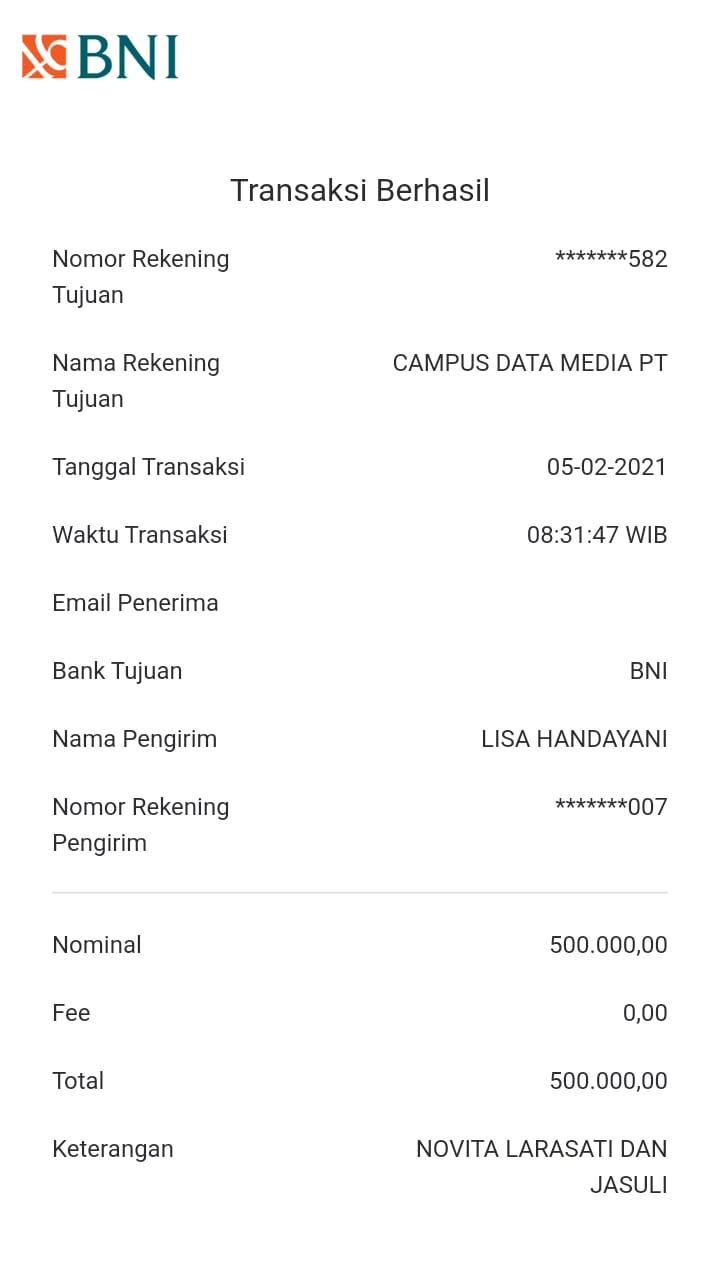 BNI
Transaksi Berhasil
Nomor Rekening Tujuan *******582
Nama Rekening Tujuan CAMPUS DATA MEDIA PT
Tanggal Transaksi 05-02-2021
Waktu Transaksi 08:31:47 WIB
Email Penerima
Bank Tujuan BNI
Nama Pengirim LISA HANDAYANI
Nomor Rekening Pengirim *******007
Nominal 500.000,00
Fee 0,00
Total 500.000,00
Keterangan NOVITA LARASATI DAN
JASULI